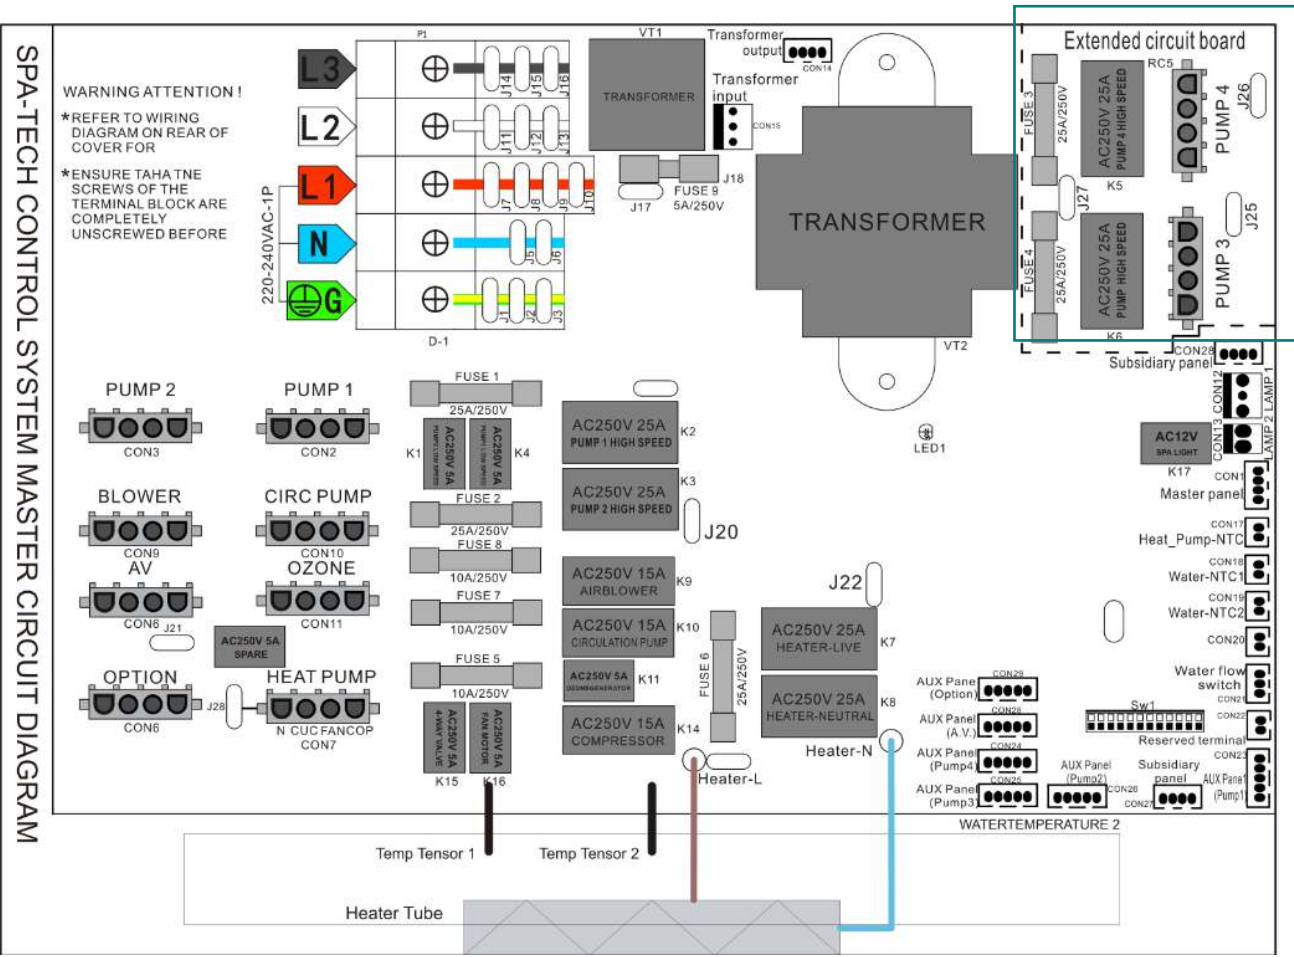 SPA-TECH CONTROL SYSTEM MASTER CIRCUIT DIAGRAM
WARNING ATTENTION !
*REFER TO WIRING
DIAGRAM ON REAR OF
COVER FOR
*ENSURE TAHA TNE
SCREWS OF THE
TERMINAL BLOCK ARE
COMPLETELY
UNSCREWED BEFORE
220-240VAC-1P
L3
L2
L1
N
G
P1
J14
J15
J16
J11
J12
J13
J7
J8
J9
J10
J5
J6
J1
J2
J3
D-1
VT1
TRANSFORMER
Transformer
output
CON14
Transformer
input
CON15
J17
J18
FUSE 9
5A/250V
TRANSFORMER
VT2
LED1
Extended circuit board
FUSE 3
25A/250V
AC250V 25A
PUMP 4 HIGH SPEED
K5
RC5
PUMP 4
J26
J27
FUSE 4
25A/250V
AC250V 25A
PUMP HIGH SPEED
K6
PUMP 3
J25
PUMP 2
CON3
PUMP 1
CON2
BLOWER
CON9
CIRC PUMP
CON10
AV
CON6
OZONE
CON11
J21
AC250V 5A
SPARE
OPTION
CON6
J28
HEAT PUMP
N CUC FANCOP
CON7
FUSE 1
25A/250V
K1
AC250V 5A
PUMP2 LOW SPEED
AC250V 5A
PUMP1 LOW SPEED
K4
FUSE 2
25A/250V
FUSE 8
10A/250V
FUSE 7
10A/250V
FUSE 5
10A/250V
AC250V 5A
4-WAY VALVE
K15
AC250V 5A
FAN MOTOR
K16
AC250V 25A
PUMP 1 HIGH SPEED
K2
AC250V 25A
PUMP 2 HIGH SPEED
K3
J20
AC250V 15A
AIRBLOWER
K9
AC250V 15A
CIRCULATION PUMP
K10
AC250V 5A
K11
AC250V 15A
COMPRESSOR
K14
FUSE 6
25A/250V
Heater-L
J22
AC250V 25A
HEATER-LIVE
K7
AC250V 25A
HEATER-NEUTRAL
K8
Heater-N
CON28
Subsidiary panel
CON12
LAMP 1
CON13
LAMP 2
AC12V
SPA LIGHT
K17
CON1
Master panel
CON17
Heat_Pump-NTC
CON18
Water-NTC1
CON19
Water-NTC2
CON20
Water flow
switch
CON21
Sw1
CON22
Reserved terminal
CON23
AUX Pane1
(Pump1)
AUX Pane
(Option)
CON29
AUX Panel
(A.V.)
CON28
AUX Panel
(Pump4)
CON24
AUX Panel
(Pump3)
CON25
AUX Panel
(Pump2)
CON26
Subsidiary
panel
CON27
WATERTEMPERATURE 2
Temp Tensor 1
Temp Tensor 2
Heater Tube